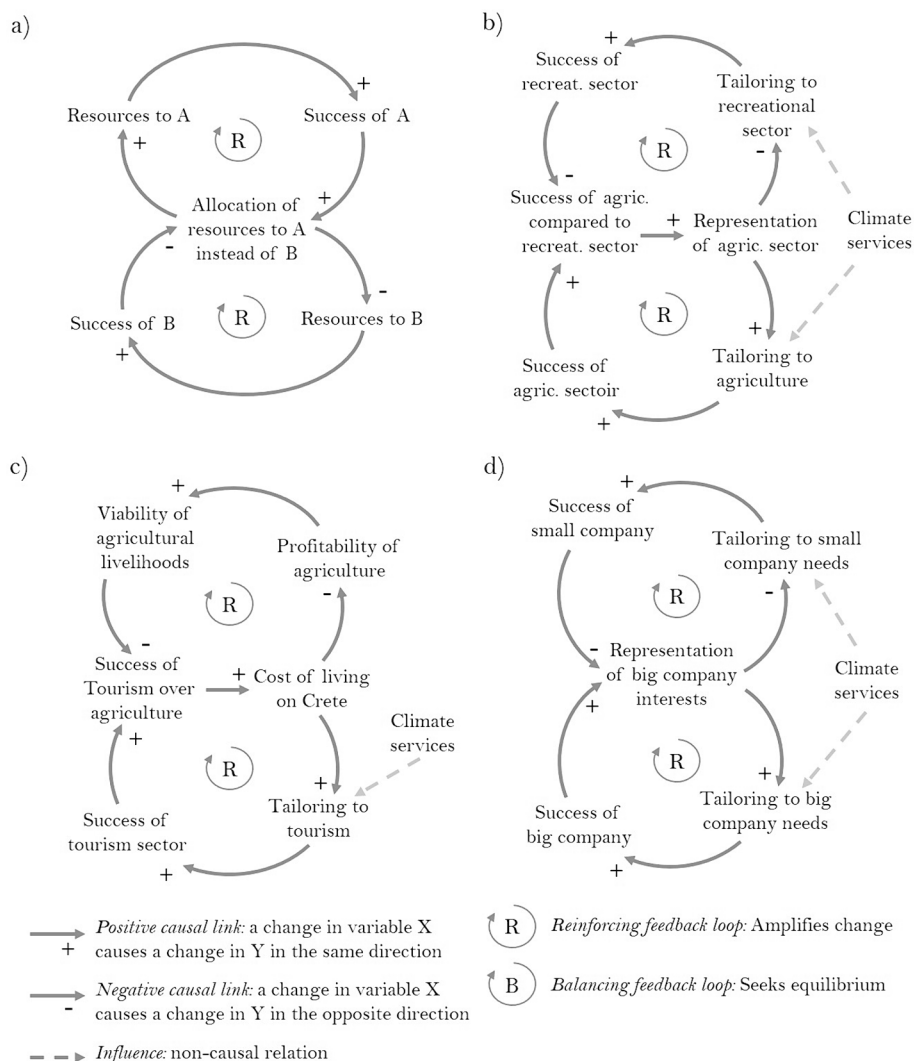 a)
Resources to A
+
R
+
Success of A
+
Allocation of
resources to A
instead of B
-
-
Success of B
+
R
Resources to B
b)
+
Success of
recreat. sector
Tailoring to
recreational
sector
-
R
-
Success of agric.
compared to
recreat. sector
+
Representation
of agric. sector
Climate
services
+
R
+
Tailoring to
agriculture
Success of
agric. sectoir
+
c)
+
Viability of
agricultural
livelihoods
Profitability of
agriculture
-
R
-
Success of
Tourism over
agriculture
+
Cost of living
on Crete
Climate
services
+
R
+
Tailoring to
tourism
Success of
tourism sector
+
d)
+
Success of
small company
Tailoring to small
company needs
-
R
-
Representation
of big company
interests
Climate
services
+
R
+
Tailoring to big
company needs
Success of
big company
+
Positive causal link: a change in variable X
+ causes a change in Y in the same direction
Negative causal link: a change in variable X
- causes a change in Y in the opposite direction
Influence: non-causal relation
R Reinforcing feedback loop: Amplifies change
B Balancing feedback loop: Seeks equilibrium